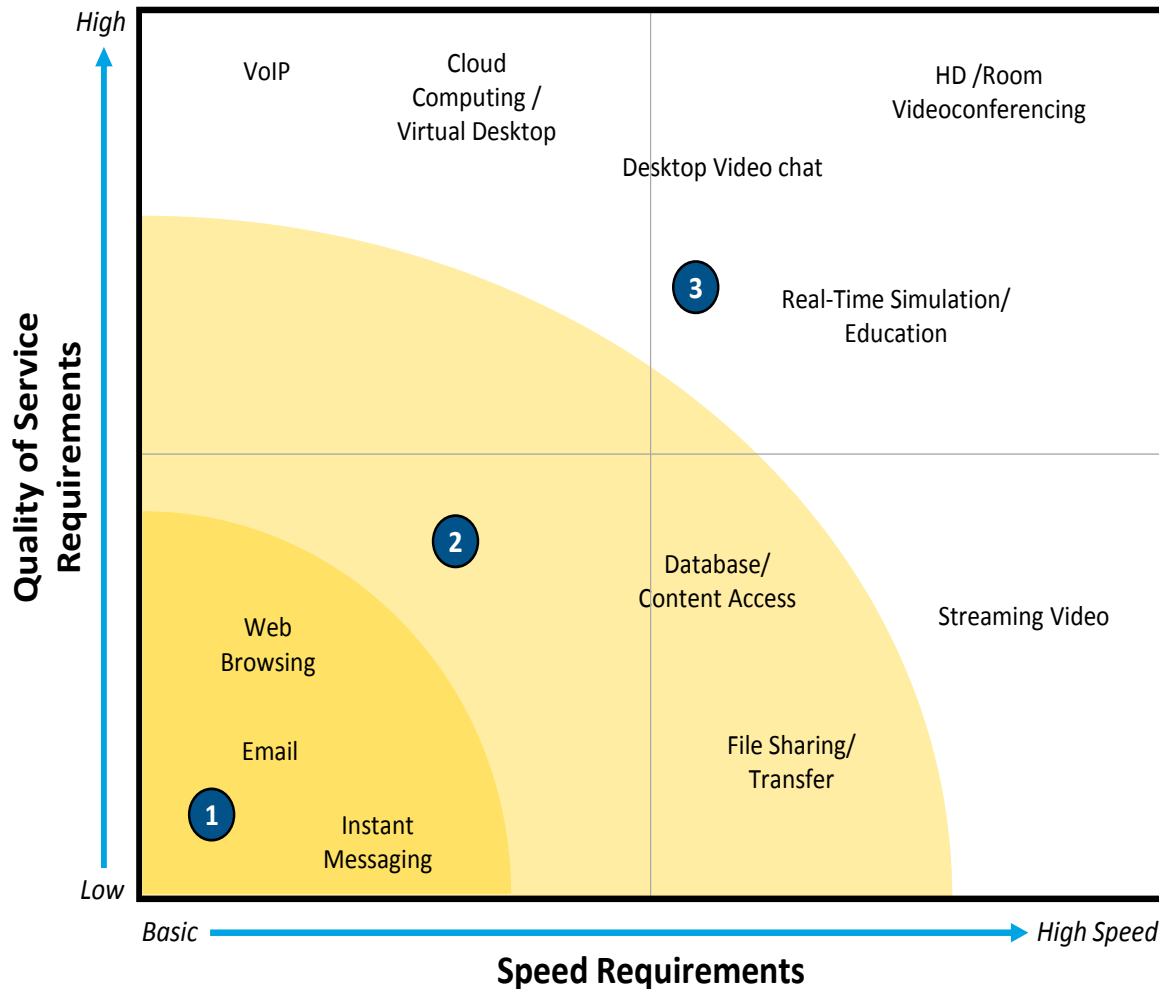 High
VoIP
Cloud
Computing /
Virtual Desktop
HD /Room
Videoconferencing
Desktop Video chat
3
Real-Time Simulation/
Education
Quality of Service
Requirements
2
Database/
Content Access
Streaming Video
Web
Browsing
Email
File Sharing/
Transfer
1
Instant
Messaging
Low
Basic
High Speed
Speed Requirements